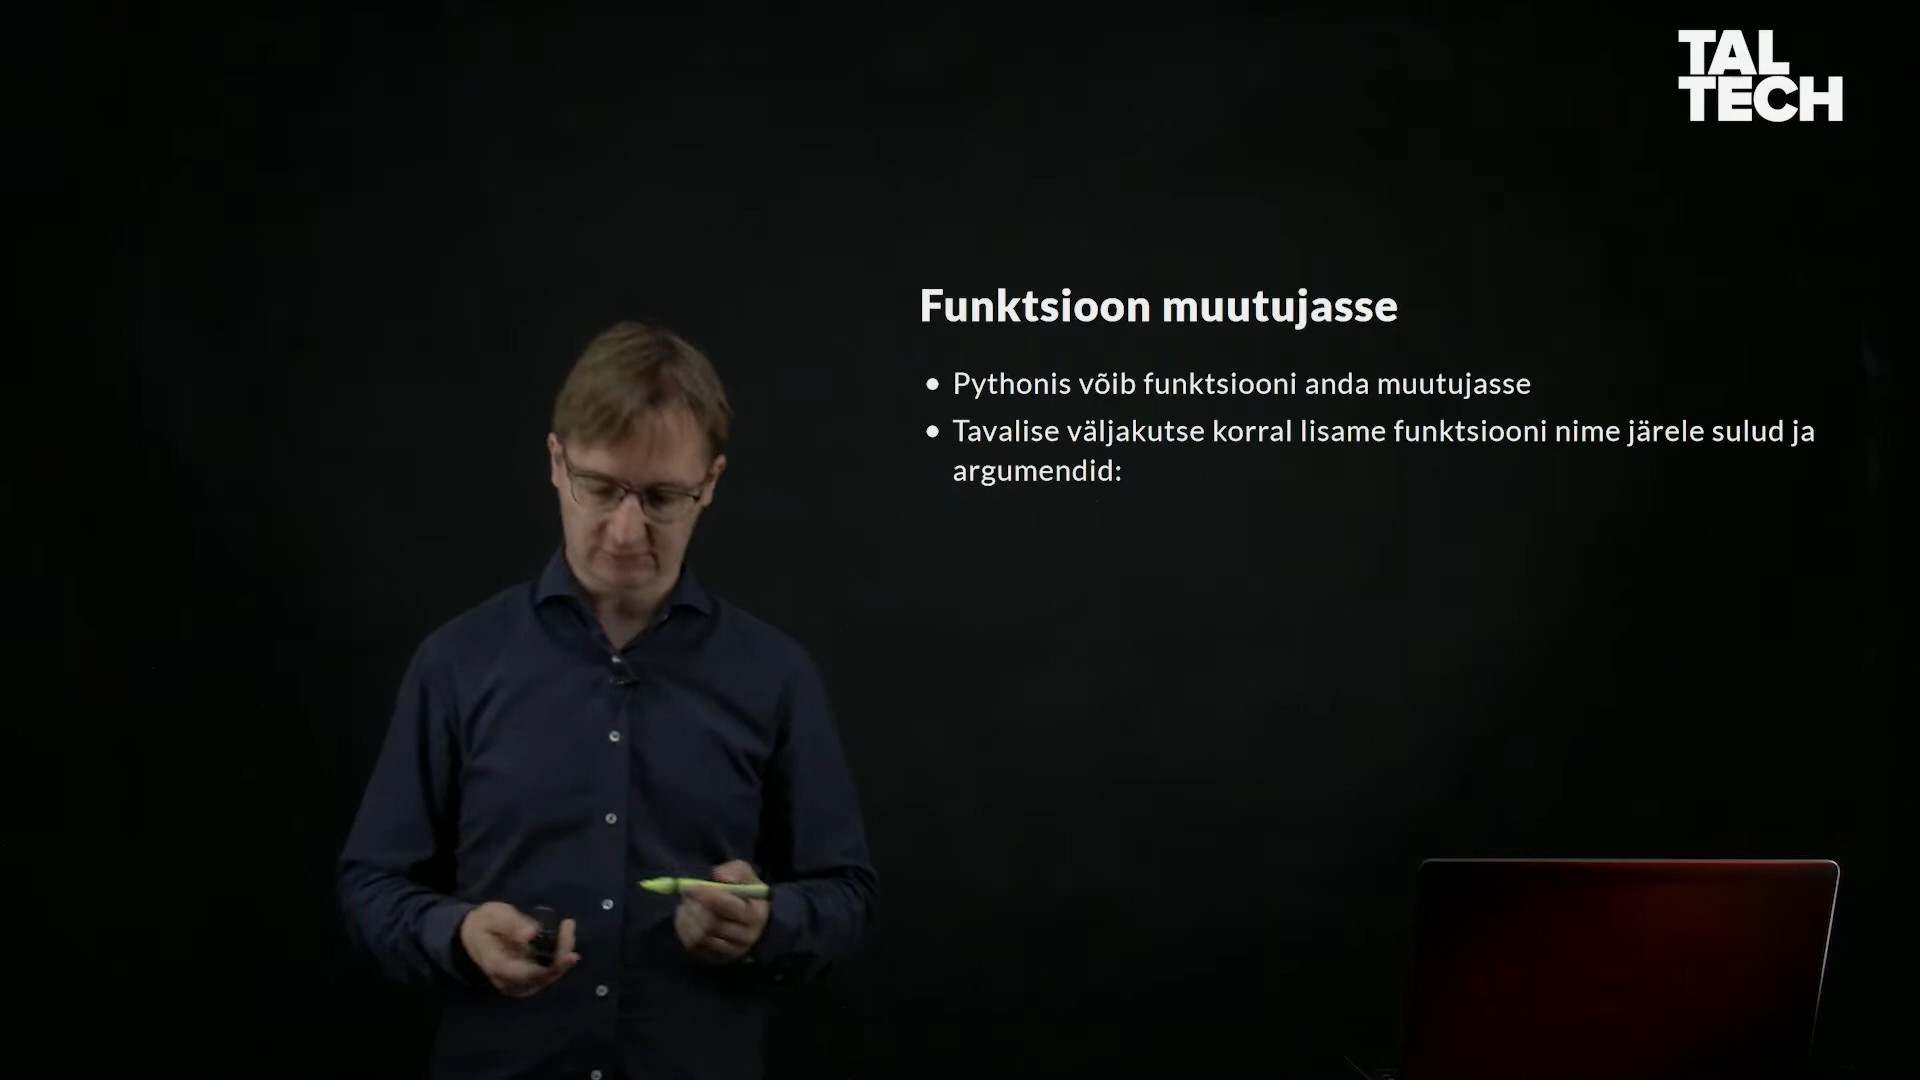 TAL
TECH
Funktsioon muutujasse
• Pythonis võib funktsiooni anda muutujasse
• Tavalise väljakutse korral lisame funktsiooni nime järele sulud ja
argumendid: